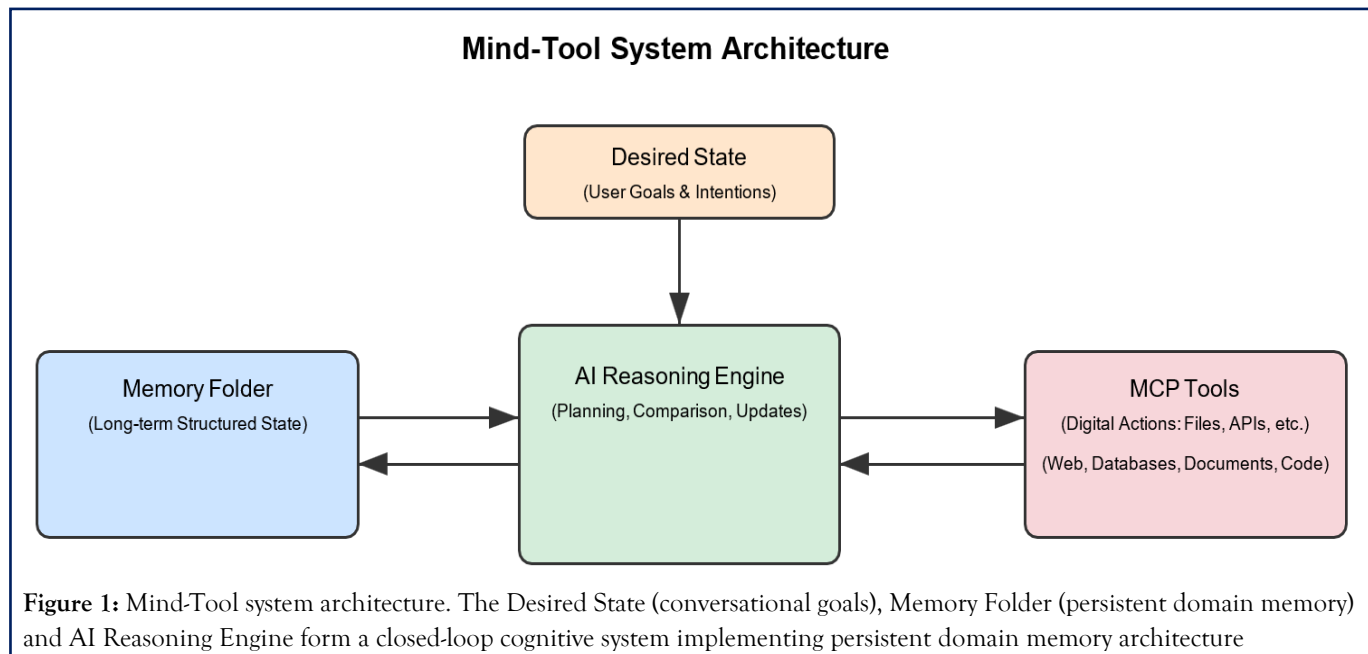 Mind-Tool System Architecture
Desired State
(User Goals & Intentions)
Memory Folder
(Long-term Structured State)
AI Reasoning Engine
(Planning, Comparison, Updates)
MCP Tools
(Digital Actions: Files, APIs, etc.)
(Web, Databases, Documents, Code)
Figure 1: Mind-Tool system architecture. The Desired State (conversational goals), Memory Folder (persistent domain memory)
and AI Reasoning Engine form a closed-loop cognitive system implementing persistent domain memory architecture